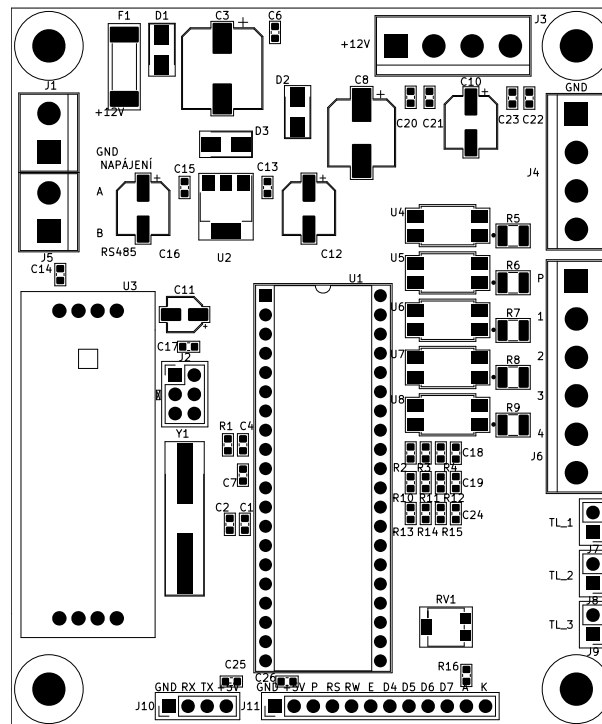 F1 D1 C3 C6 J3
+12V
J1
+12V
D2 C8 C10 GND
C20 C21 C23 C22
D3
GND
NAPÁJENÍ
C15 C13 J4
A
U4 R5
B
RS485 C16 U2 C12
J5
C14
U5 R6 P
U3 C11 U1
U6 R7 1
C17
J2
U7 R8 2
U8 R9 3
Y1 R1 C4 4
R2 R3 R4 C18 J6
C7
R10 R11 R12 C19
C2 C1 C24
R13 R14 R15
TL_1
J7
TL_2
J8
RV1
TL_3
J9
C25 C26 R16
GND RX TX +5V GND +5V P RS RW E D4 D5 D6 D7 A K
J10 J11